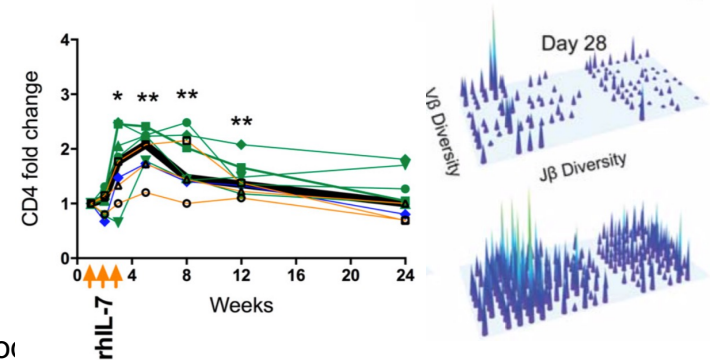 CD4 fold change
4
3
2
1
0
* ** ** **
0 4 8 12 16 20 24
Weeks
rhIL-7
Day 28
Vβ Diversity
Jβ Diversity